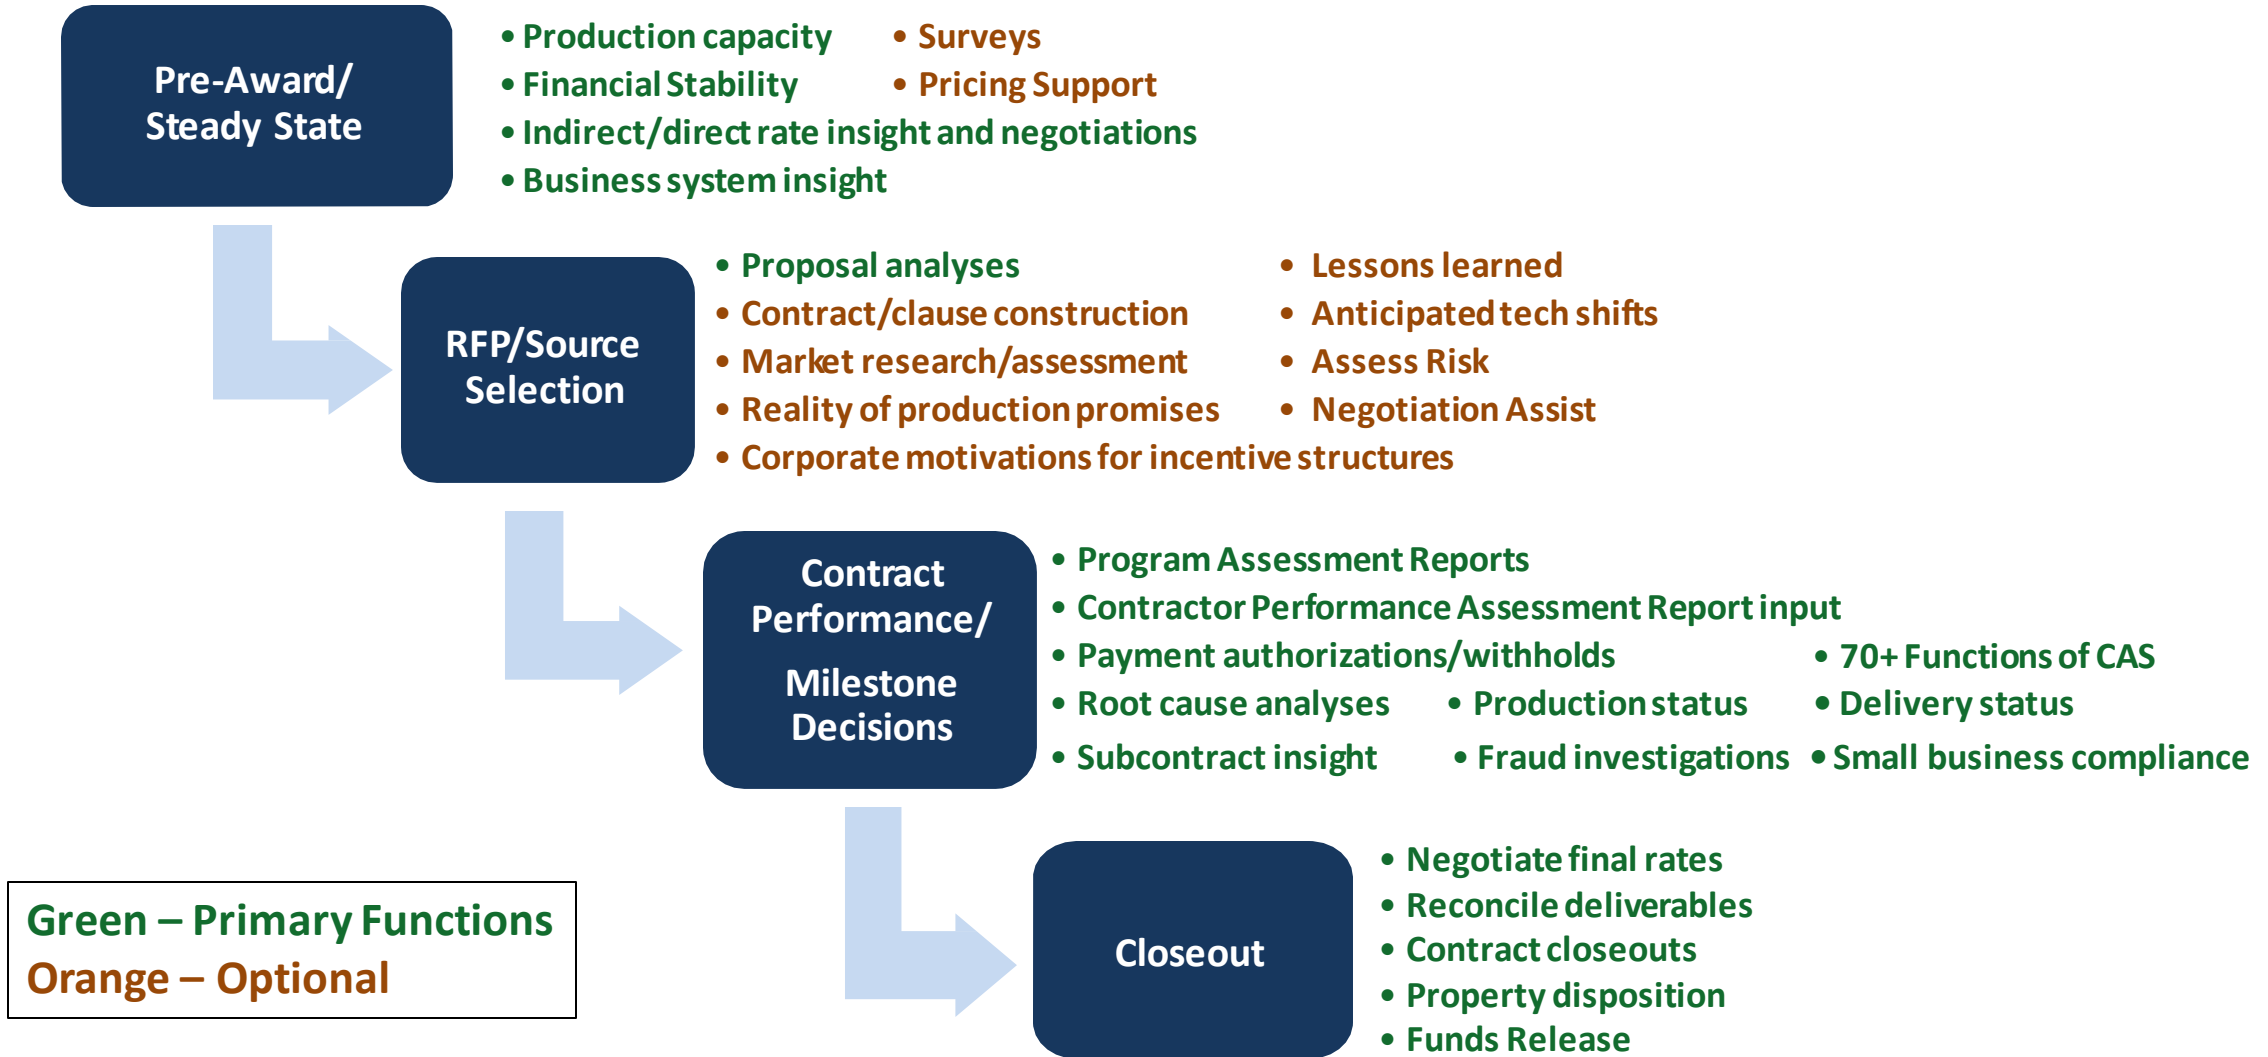 Pre-Award/
Steady State
• Production capacity
• Surveys
• Financial Stability
• Pricing Support
• Indirect/direct rate insight and negotiations
• Business system insight
RFP/Source
Selection
• Proposal analyses
• Lessons learned
• Contract/clause construction
• Anticipated tech shifts
• Market research/assessment
• Assess Risk
• Reality of production promises
• Negotiation Assist
• Corporate motivations for incentive structures
Contract
Performance/
Milestone
Decisions
• Program Assessment Reports
• Contractor Performance Assessment Report input
• Payment authorizations/withholds
• 70+ Functions of CAS
• Root cause analyses
• Production status
• Delivery status
• Subcontract insight
• Fraud investigations
• Small business compliance
Closeout
• Negotiate final rates
• Reconcile deliverables
• Contract closeouts
• Property disposition
• Funds Release
Green – Primary Functions
Orange – Optional